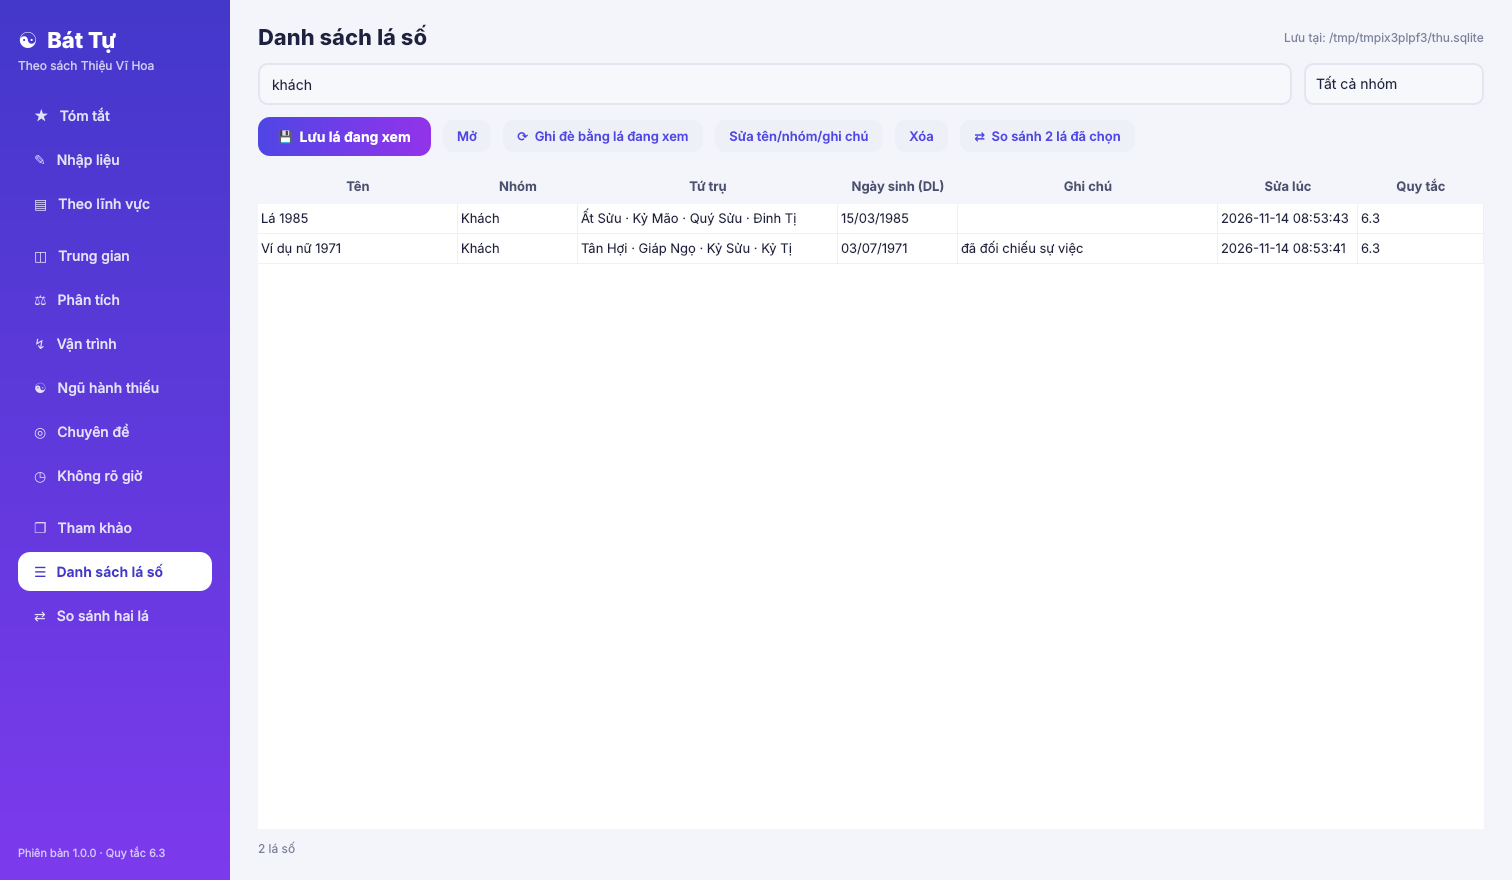 ☯ Bát Tự
Theo sách Thiệu Vĩ Hoa
★ Tóm tắt
✎ Nhập liệu
▤ Theo lĩnh vực
◫ Trung gian
⚖ Phân tích
↯ Vận trình
☯ Ngũ hành thiếu
◎ Chuyên đề
◷ Không rõ giờ
❐ Tham khảo
☰ Danh sách lá số
⇄ So sánh hai lá
Phiên bản 1.0.0 · Quy tắc 6.3
Danh sách lá số
Lưu tại: /tmp/tmpix3plpf3/thu.sqlite
khách
Tất cả nhóm
💾 Lưu lá đang xem
Mở
⟳ Ghi đè bằng lá đang xem
Sửa tên/nhóm/ghi chú
Xóa
⇄ So sánh 2 lá đã chọn
Tên Nhóm Tứ trụ Ngày sinh (DL) Ghi chú Sửa lúc Quy tắc
Lá 1985 Khách Ất Sửu · Kỷ Mão · Quý Sửu · Đinh Tị 15/03/1985 2026-11-14 08:53:43 6.3
Ví dụ nữ 1971 Khách Tân Hợi · Giáp Ngọ · Kỷ Sửu · Kỷ Tị 03/07/1971 đã đối chiếu sự việc 2026-11-14 08:53:41 6.3
2 lá số